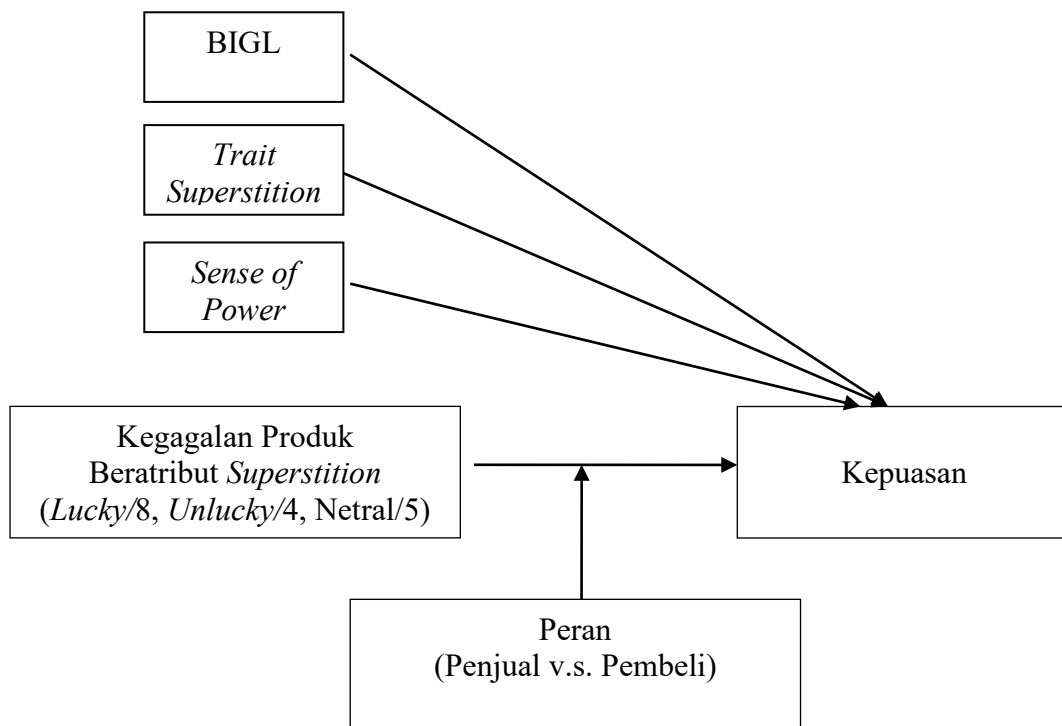 BIGL
Trait
Superstition
Sense of
Power
Kegagalan Produk
Beratribut Superstition
(Lucky/8, Unlucky/4, Netral/5)
Kepuasan
Peran
(Penjual v.s. Pembeli)